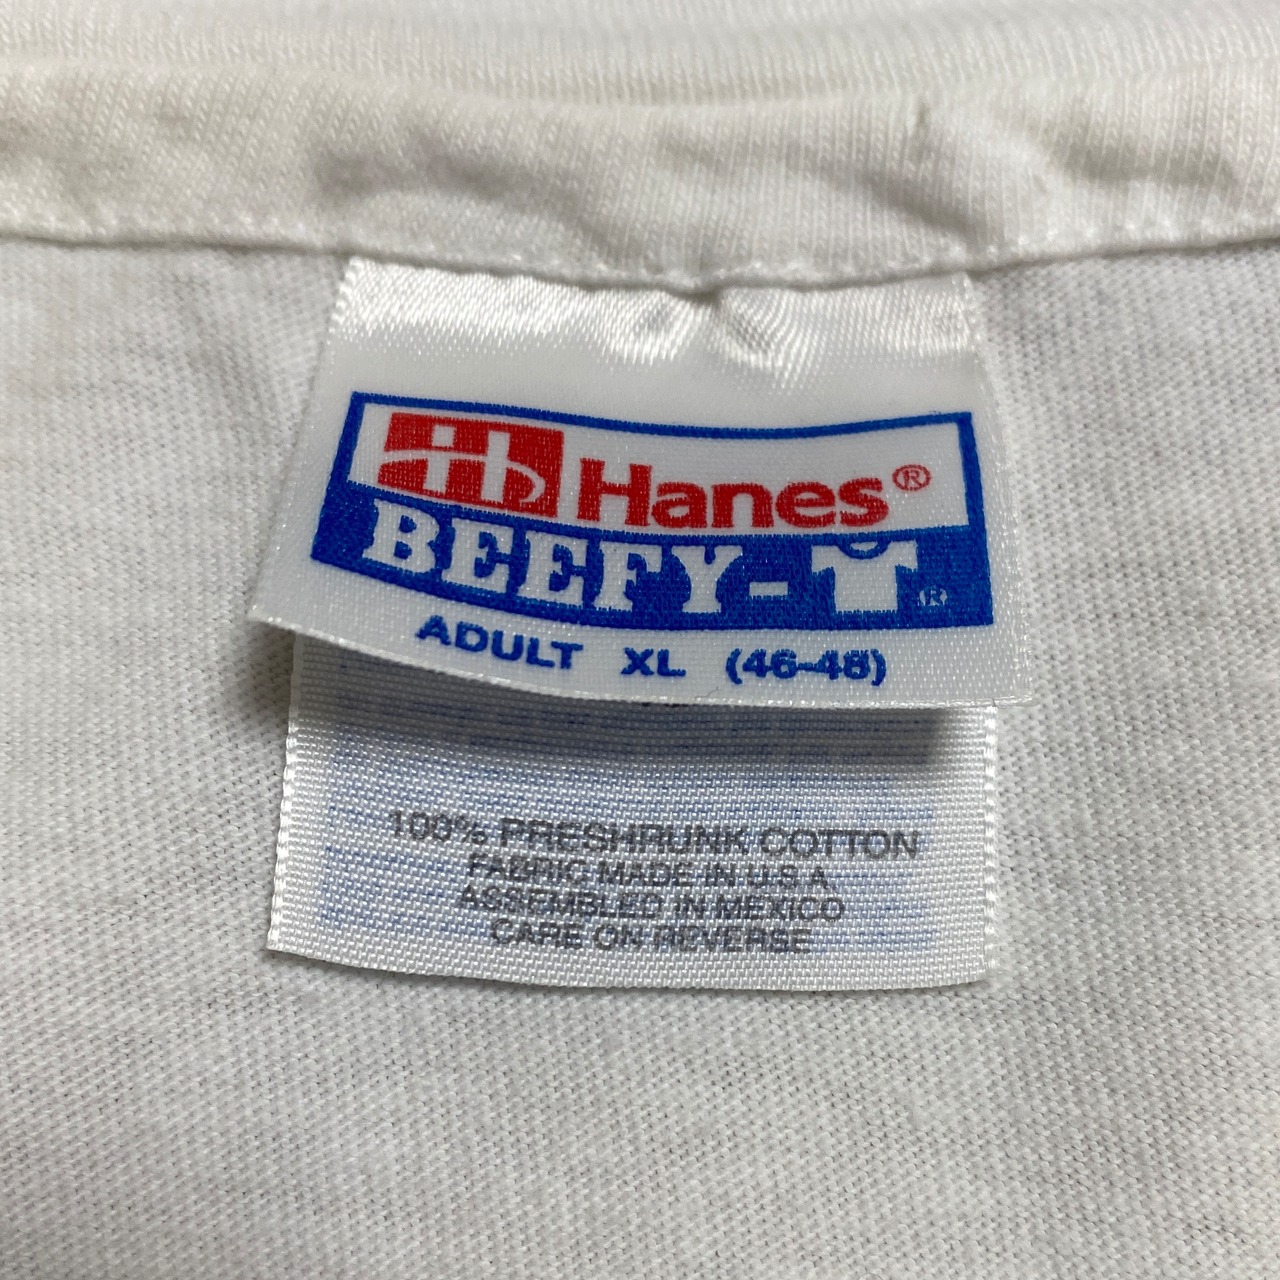 Hanes®
BEEFY-T®
ADULT XL (46-48)
100% PRESHRUNK COTTON
FABRIC MADE IN U.S.A
ASSEMBLED IN MEXICO
CARE ON REVERSE